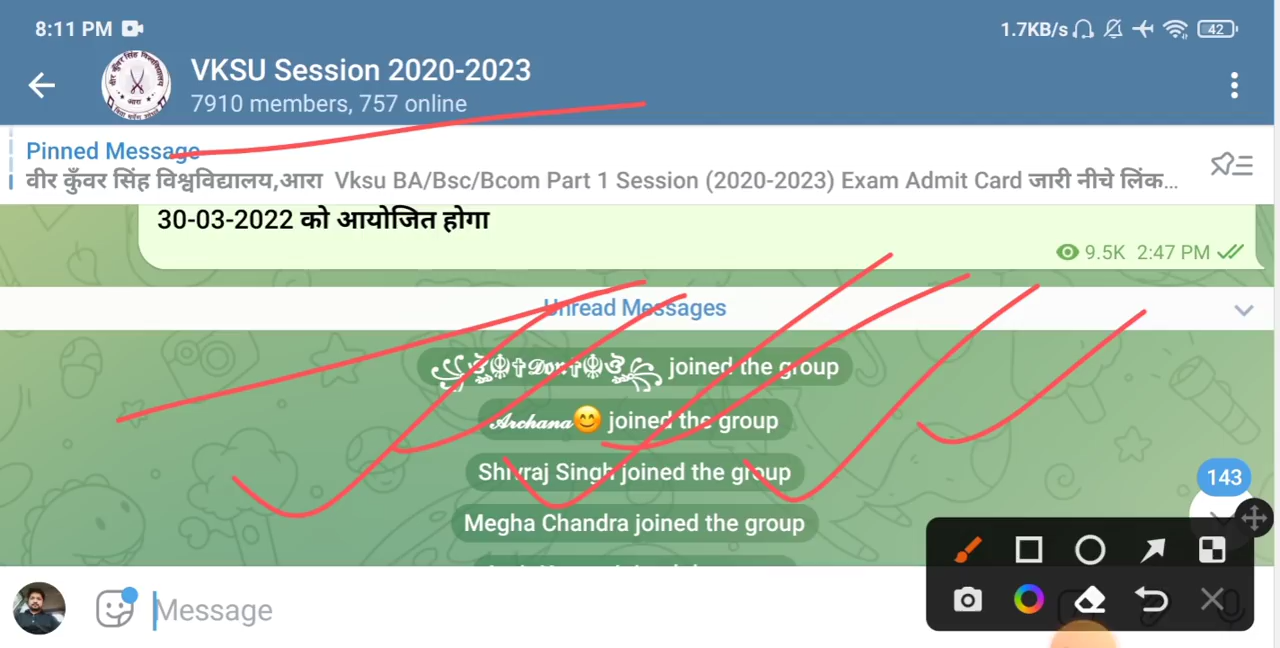 8:11 PM
1.7KB/s
42
VKSU Session 2020-2023
7910 members, 757 online
Pinned Message
वीर कुँवर सिंह विश्वविद्यालय,आरा Vksu BA/Bsc/Bcom Part 1 Session (2020-2023) Exam Admit Card जारी नीचे लिंक...
30-03-2022 को आयोजित होगा
9.5K 2:47 PM
Unread Messages
joined the group
𝒜𝓇𝒸𝒽𝒶𝓃𝒶😊 joined the group
Shivraj Singh joined the group
Megha Chandra joined the group
143
Message